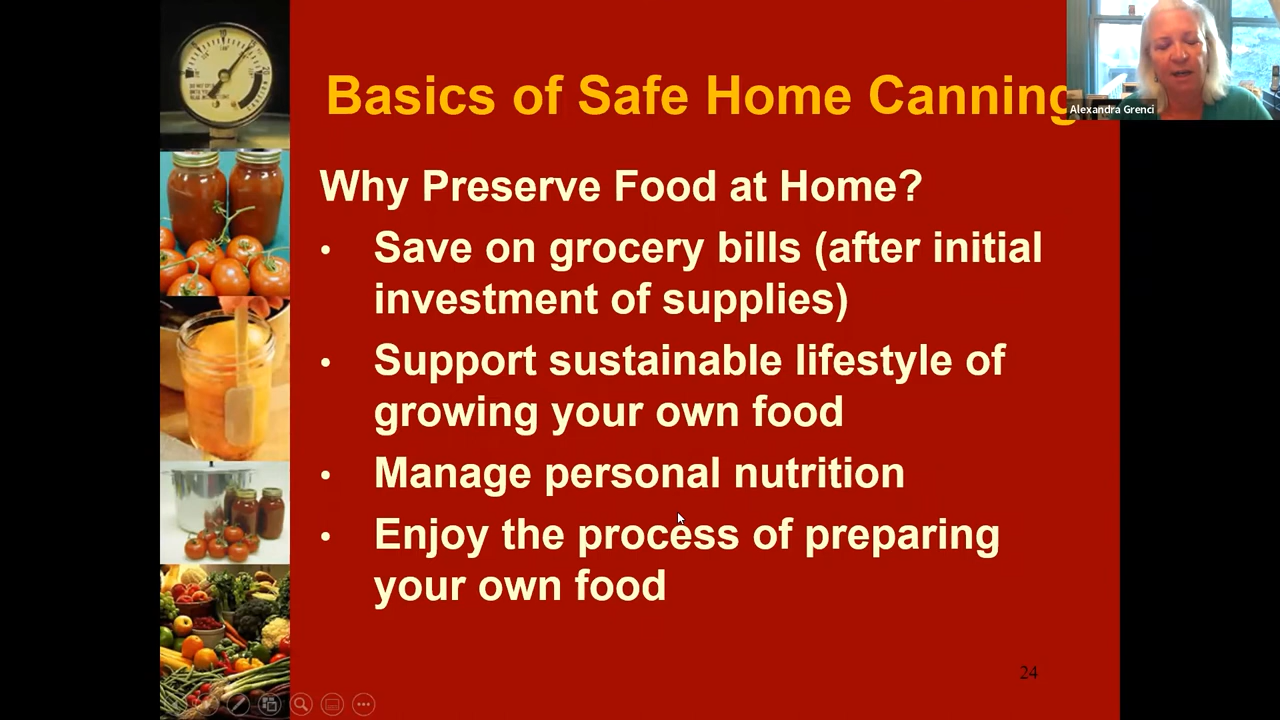 Basics of Safe Home Canning
Alexandra Grenci
Why Preserve Food at Home?
• Save on grocery bills (after initial
investment of supplies)
• Support sustainable lifestyle of
growing your own food
• Manage personal nutrition
• Enjoy the process of preparing
your own food
24